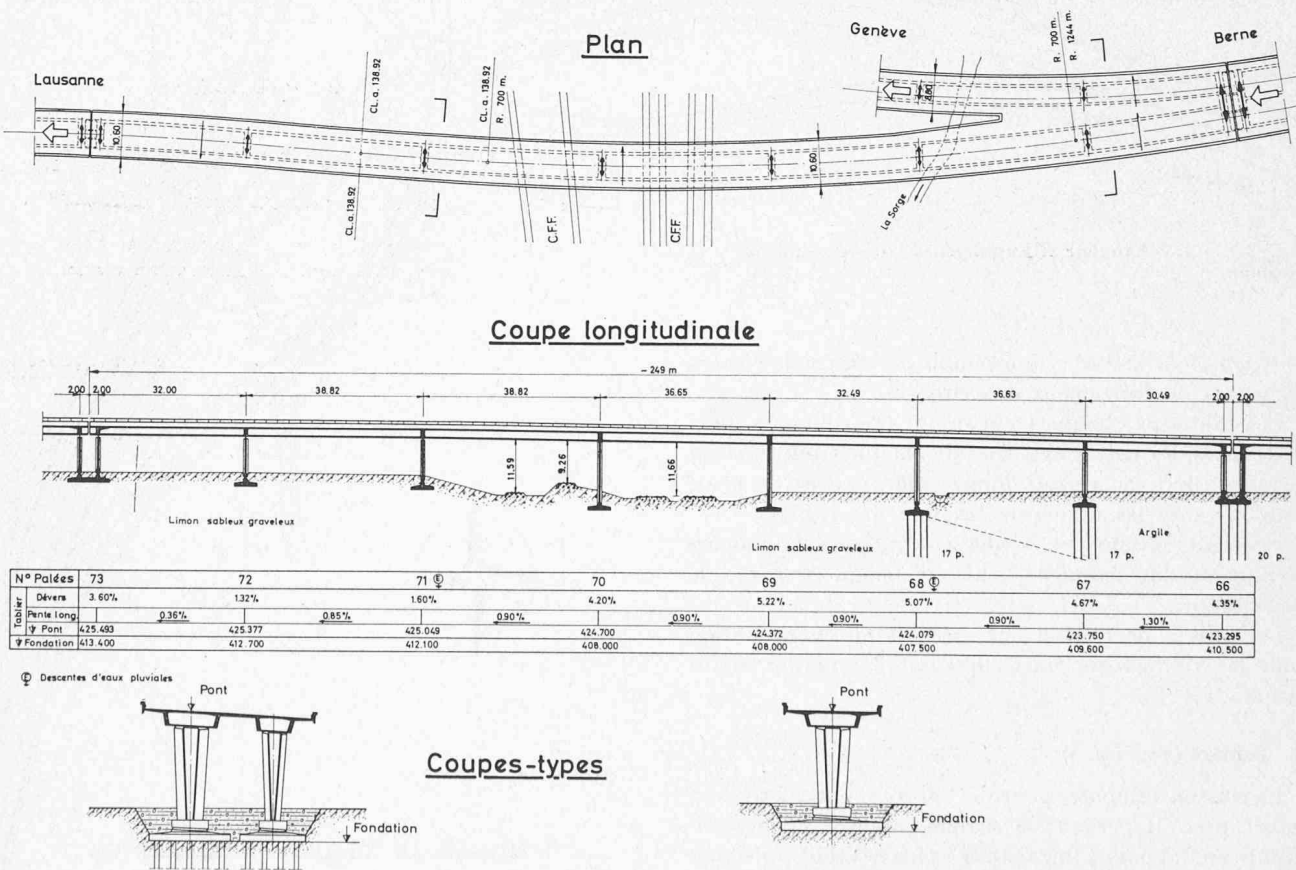 Plan
Lausanne
Genève
Berne
CL. a. 138.92
CL. a. 138.92
R. 700 m.
R. 700 m.
R. 1244 m.
10.60
CL. a. 138.92
C.F.F.
C.F.F.
10.60
La Sorge
Coupe longitudinale
~ 249 m
2,00 2,00 32.00 38.82 38.82 36.65 32.49 36.63 30.49 2,00 2,00
11,59 9,26 11,66
Limon sableux graveleux
Limon sableux graveleux
17 p. 17 p. Argile 20 p.
N° Palées 73 72 71 E 70 69 68 E 67 66
Tablier
Dévers 3.60% 1.32% 1.60% 4.20% 5.22% 5.07% 4.67% 4.35%
Pente long. 0.36% 0.85% 0.90% 0.90% 0.90% 0.90% 1.30%
Pont 425.493 425.377 425.049 424.700 424.372 424.079 423.750 423.295
Fondation 413.400 412.700 412.100 408.000 408.000 407.500 409.600 410.500
E Descentes d'eaux pluviales
Pont
Pont
Coupes-types
Fondation
Fondation